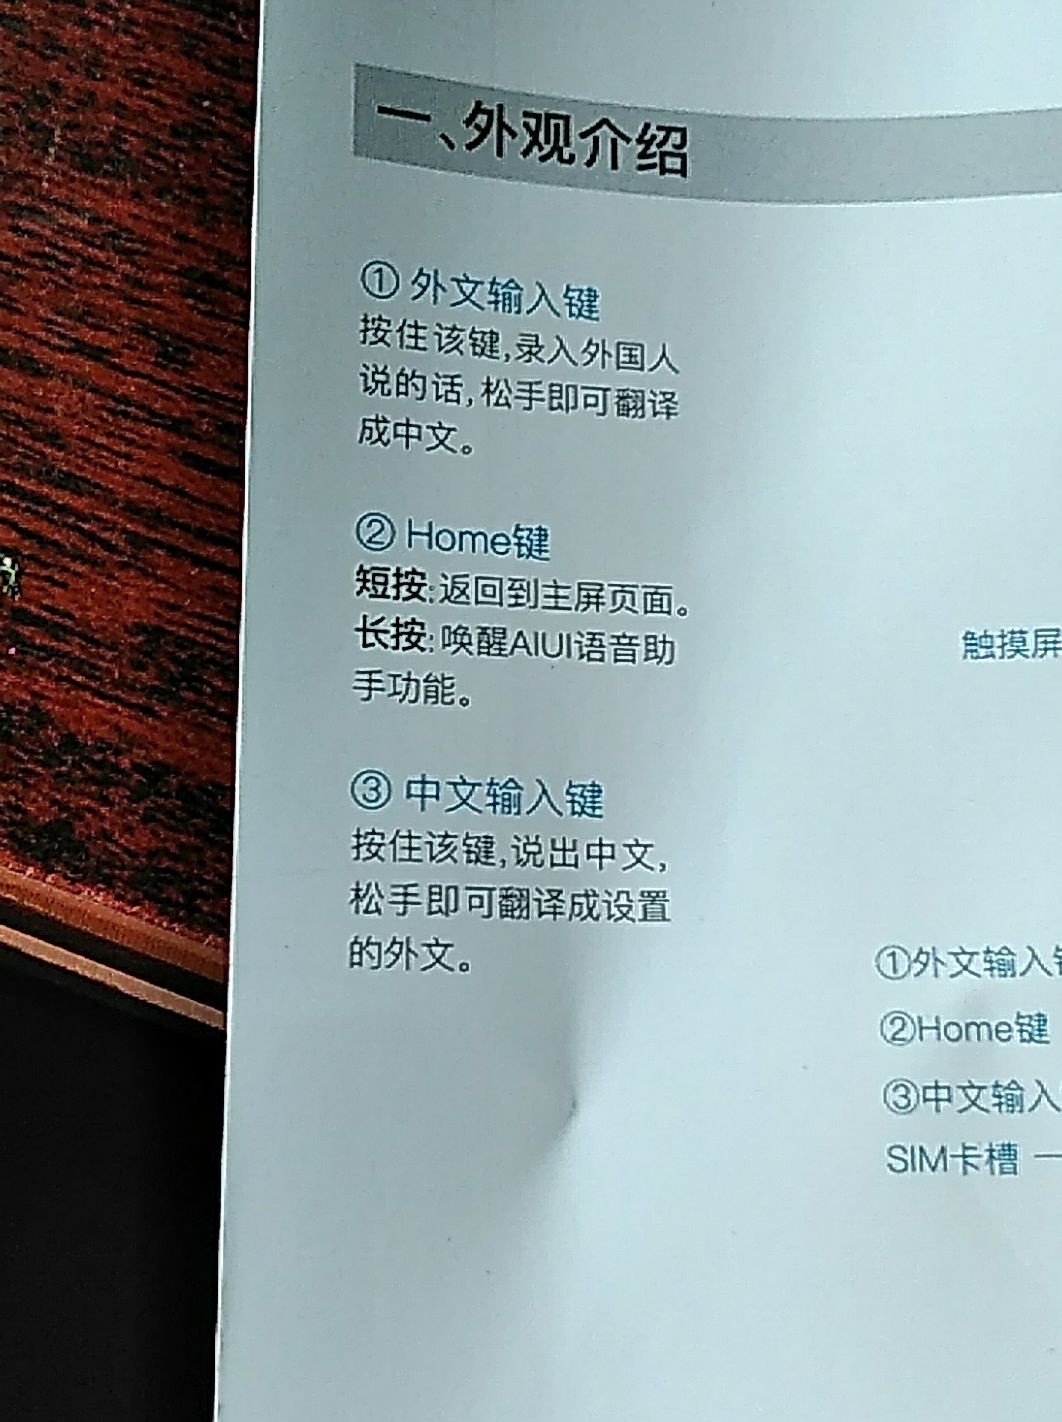 一、外观介绍
① 外文输入键
按住该键,录入外国人
说的话,松手即可翻译
成中文。
② Home键
短按:返回到主屏页面。
长按:唤醒AIUI语音助
手功能。
③ 中文输入键
按住该键,说出中文,
松手即可翻译成设置
的外文。
触摸屏
①外文输入键
②Home键
③中文输入
SIM卡槽